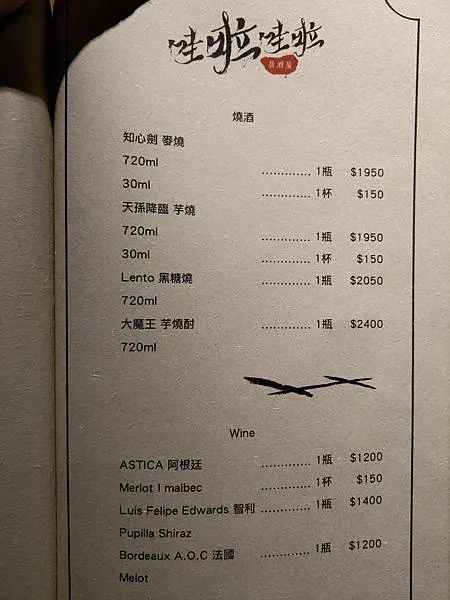 哇啦哇啦
居酒屋
燒酒
知心劍 麥燒
720ml ............. 1瓶 $1950
30ml ............. 1杯 $150
天孫降臨 芋燒
720ml ............. 1瓶 $1950
30ml ............. 1杯 $150
Lento 黑糖燒 ............. 1瓶 $2050
720ml
大魔王 芋燒酎 ............. 1瓶 $2400
720ml
Wine
ASTICA 阿根廷 ............. 1瓶 $1200
Merlot I malbec ............. 1杯 $150
Luis Felipe Edwards 智利 ............. 1瓶 $1400
Pupilla Shiraz
Bordeaux A.O.C 法國 ............. 1瓶 $1200
Melot